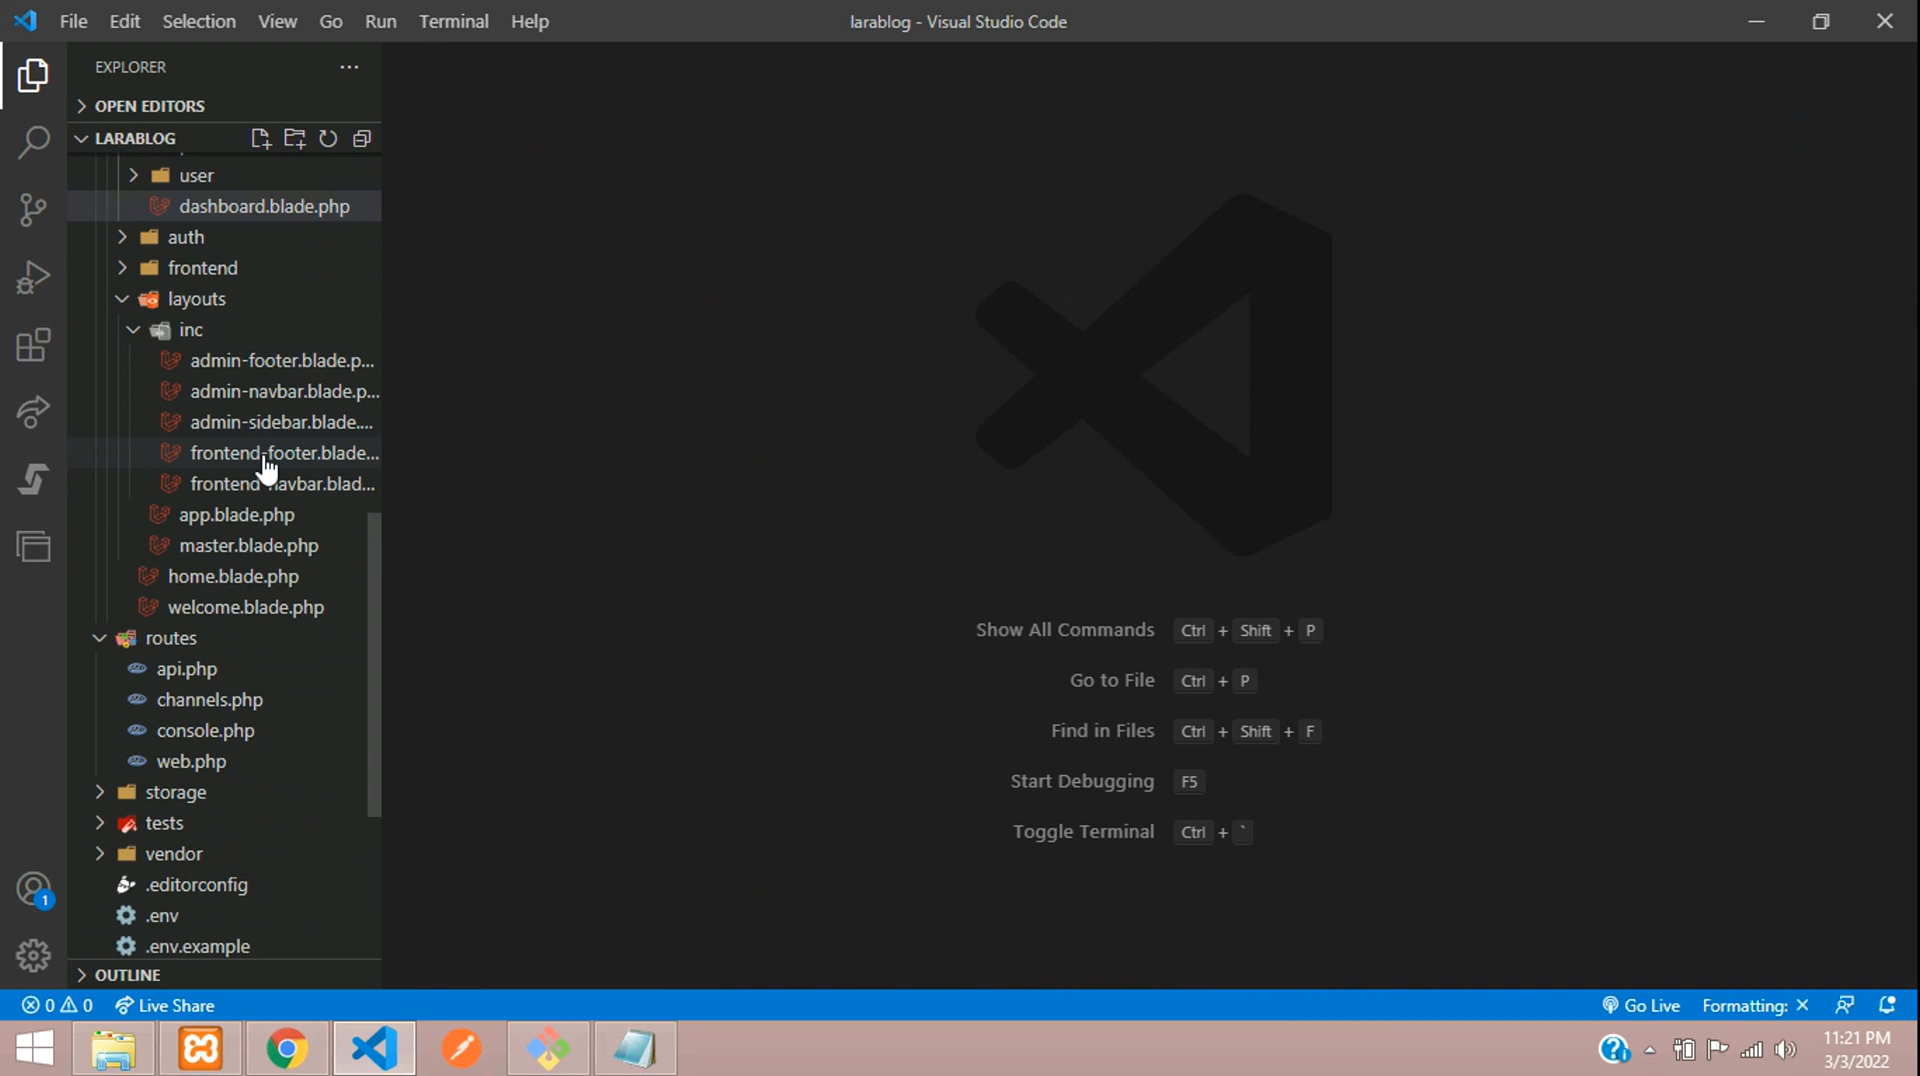 File Edit Selection View Go Run Terminal Help
larablog - Visual Studio Code
EXPLORER
OPEN EDITORS
LARABLOG
user
dashboard.blade.php
auth
frontend
layouts
inc
admin-footer.blade.p...
admin-navbar.blade.p...
admin-sidebar.blade....
frontend-footer.blade...
frontend-navbar.blad...
app.blade.php
master.blade.php
home.blade.php
welcome.blade.php
routes
api.php
channels.php
console.php
web.php
storage
tests
vendor
.editorconfig
.env
.env.example
OUTLINE
Show All Commands Ctrl + Shift + P
Go to File Ctrl + P
Find in Files Ctrl + Shift + F
Start Debugging F5
Toggle Terminal Ctrl + `
1
0 0 Live Share
Go Live Formatting: ×
11:21 PM
3/3/2022